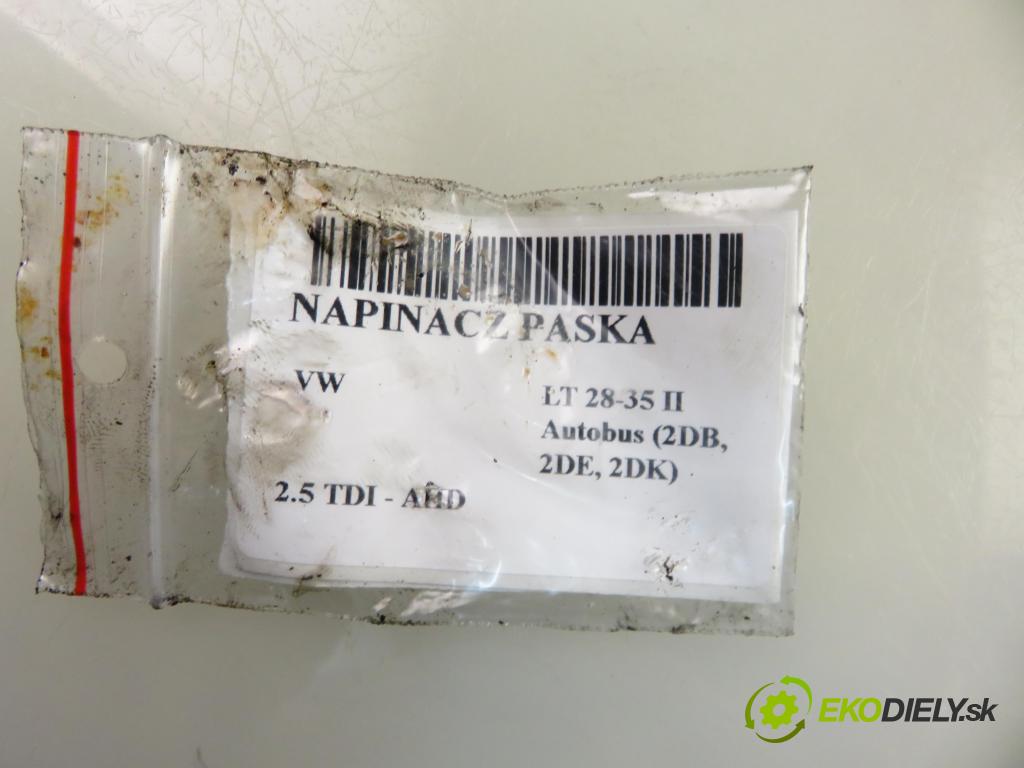 NAPINACZ PASKA
VW
LT 28-35 II
Autobus (2DB,
2DE, 2DK)
2.5 TDI - AHD
EKODIELY.sk